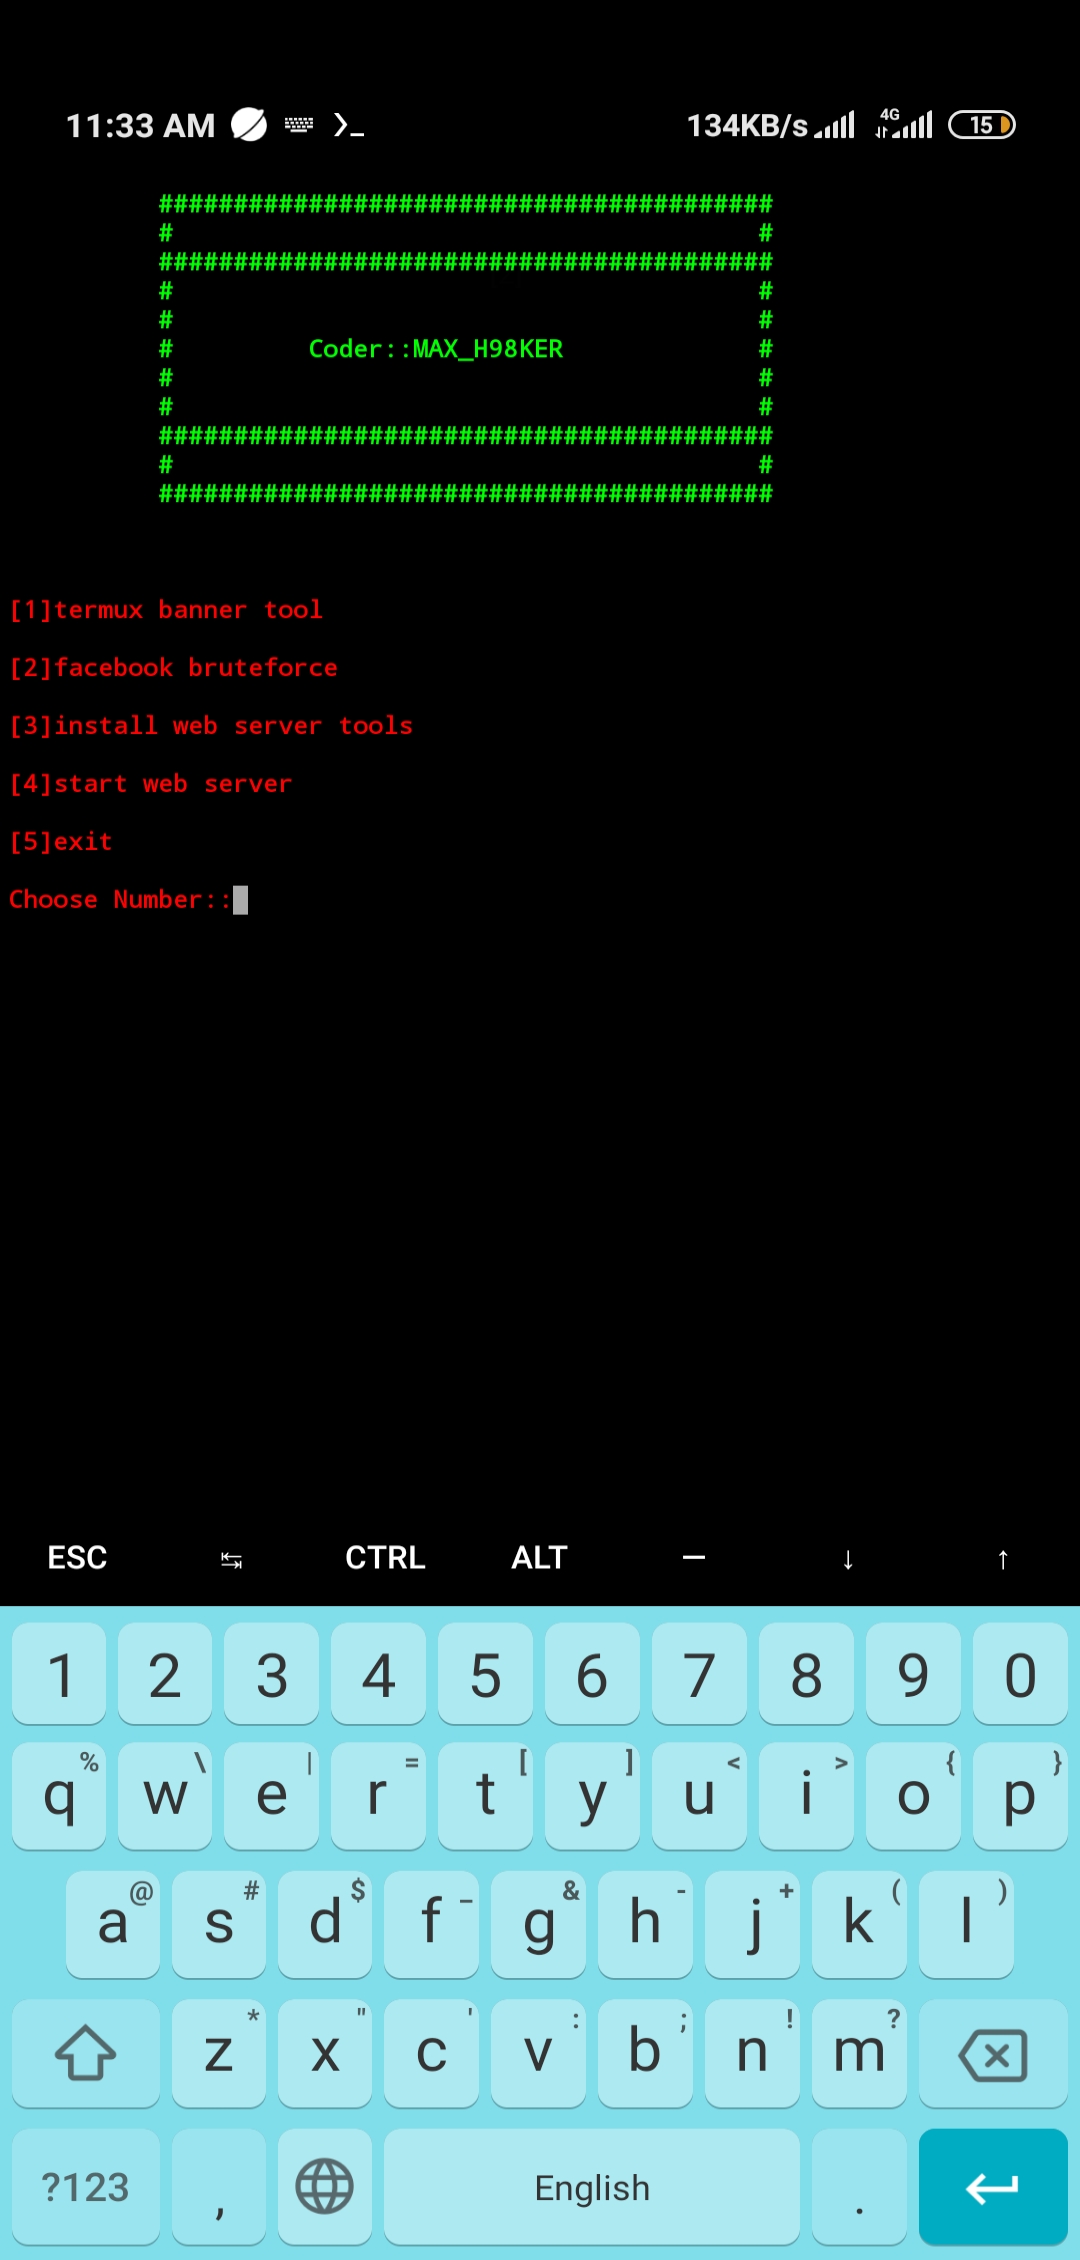 11:33 AM 134KB/s 4G 15
#########################################
# #
#########################################
# #
# #
# Coder::MAX_H98KER #
# #
# #
#########################################
# #
#########################################
[1]termux banner tool
[2]facebook bruteforce
[3]install web server tools
[4]start web server
[5]exit
Choose Number::
ESC ↹ CTRL ALT — ↓ ↑
1 2 3 4 5 6 7 8 9 0
q % w \ e | r = t [ y ] u < i > o { p }
a @ s # d $ f _ g & h - j + k ( l )
z * x " c ' v : b ; n ! m ?
?123 , English .